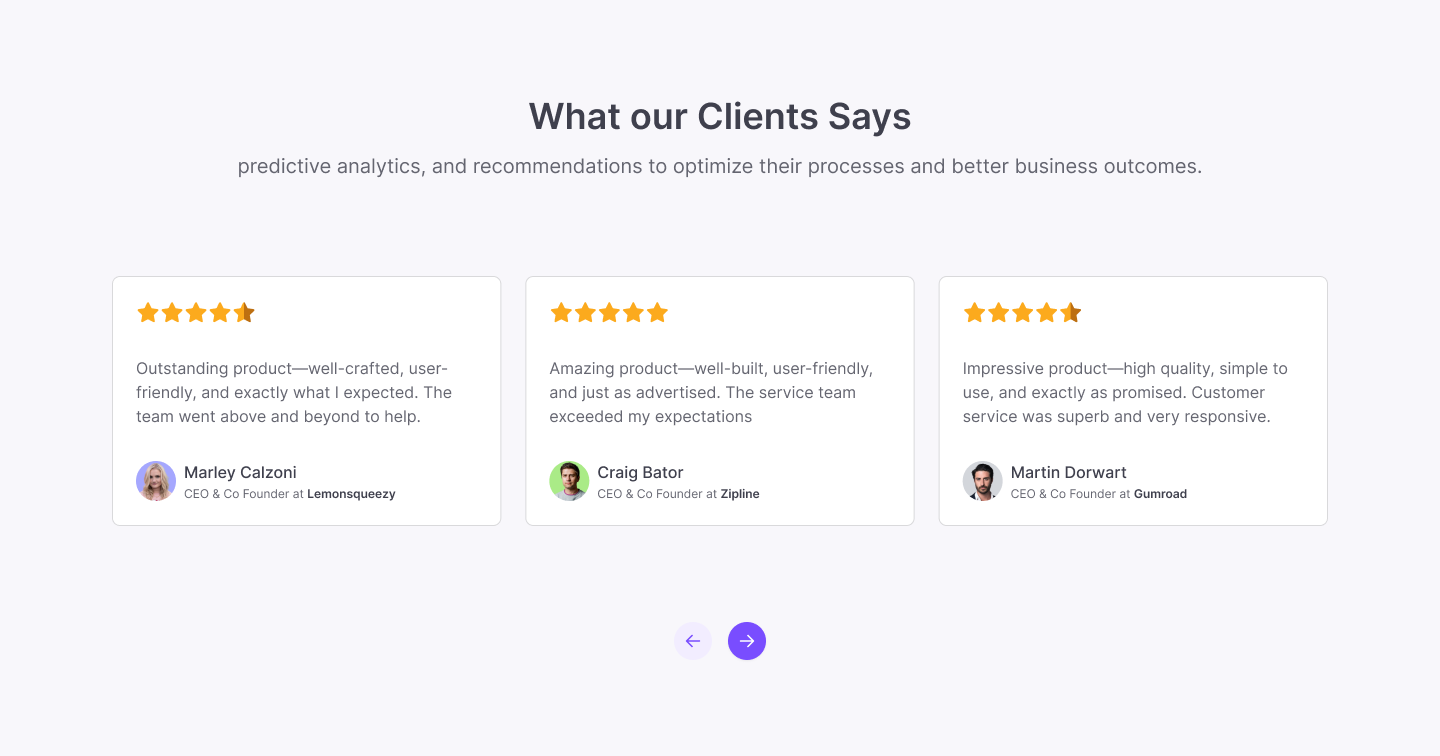 What our Clients Says
predictive analytics, and recommendations to optimize their processes and better business outcomes.
Outstanding product—well-crafted, user-
friendly, and exactly what I expected. The
team went above and beyond to help.
Marley Calzoni
CEO & Co Founder at Lemonsqueezy
Amazing product—well-built, user-friendly,
and just as advertised. The service team
exceeded my expectations
Craig Bator
CEO & Co Founder at Zipline
Impressive product—high quality, simple to
use, and exactly as promised. Customer
service was superb and very responsive.
Martin Dorwart
CEO & Co Founder at Gumroad